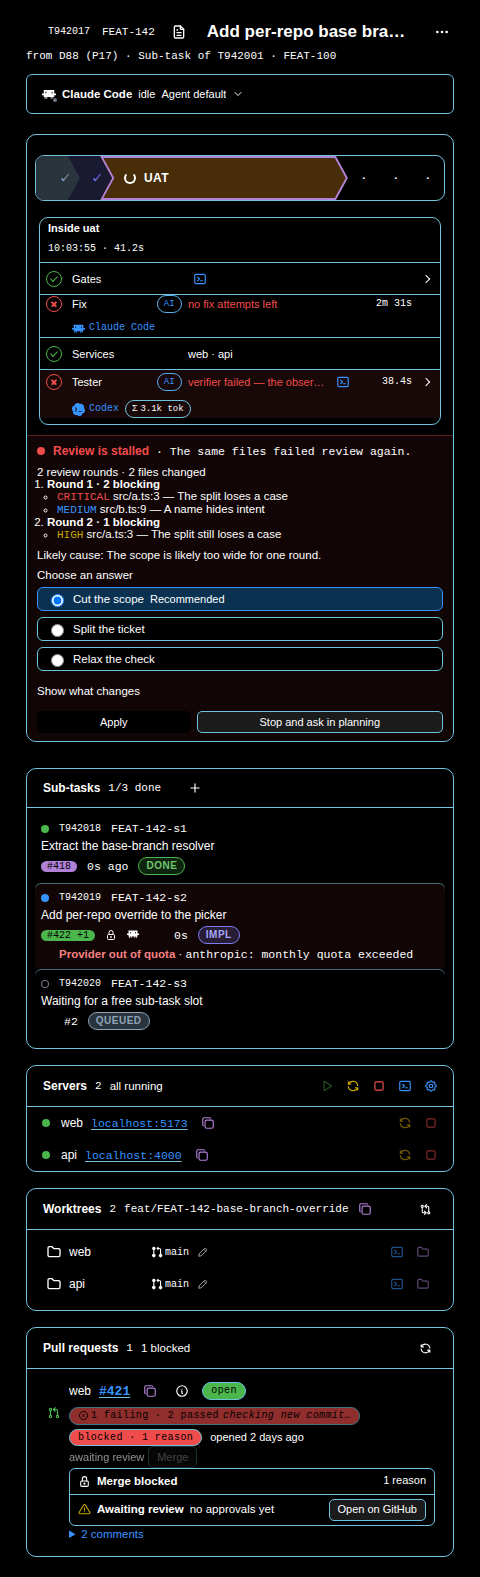 T942017 FEAT-142 Add per-repo base bra…
from D88 (P17) · Sub-task of T942001 · FEAT-100
Claude Code idle Agent default
UAT
Inside uat
10:03:55 · 41.2s
Gates
Fix AI no fix attempts left 2m 31s
Claude Code
Services web · api
Tester AI verifier failed — the obser… 38.4s
Codex Σ 3.1k tok
Review is stalled · The same files failed review again.
2 review rounds · 2 files changed
1. Round 1 · 2 blocking
CRITICAL src/a.ts:3 — The split loses a case
MEDIUM src/b.ts:9 — A name hides intent
2. Round 2 · 1 blocking
HIGH src/a.ts:3 — The split still loses a case
Likely cause: The scope is likely too wide for one round.
Choose an answer
Cut the scope Recommended
Split the ticket
Relax the check
Show what changes
Apply Stop and ask in planning
Sub-tasks 1/3 done
T942018 FEAT-142-s1
Extract the base-branch resolver
#418 0s ago DONE
T942019 FEAT-142-s2
Add per-repo override to the picker
#422 +1 0s IMPL
Provider out of quota · anthropic: monthly quota exceeded
T942020 FEAT-142-s3
Waiting for a free sub-task slot
#2 QUEUED
Servers 2 all running
web localhost:5173
api localhost:4000
Worktrees 2 feat/FEAT-142-base-branch-override
web main
api main
Pull requests 1 1 blocked
web #421 open
1 failing · 2 passed checking new commit…
blocked · 1 reason opened 2 days ago
awaiting review Merge
Merge blocked 1 reason
Awaiting review no approvals yet Open on GitHub
2 comments